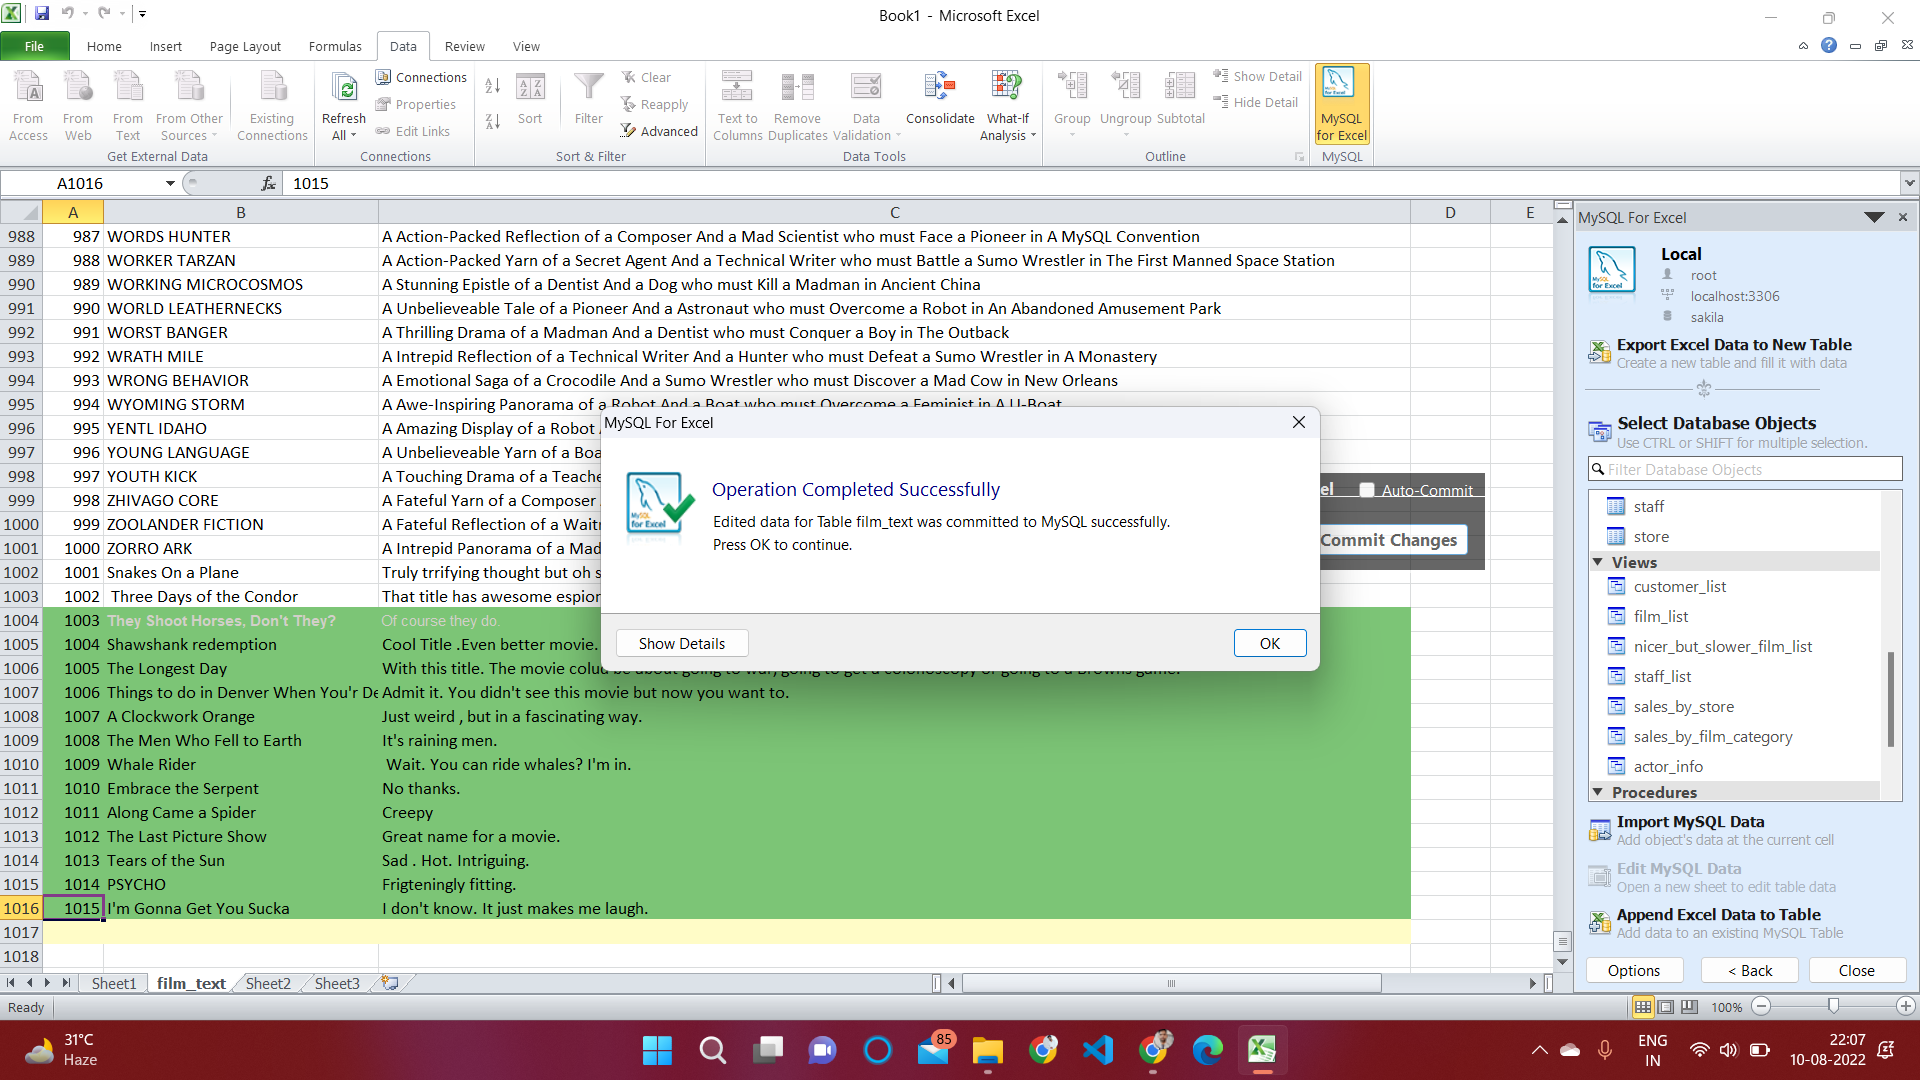 Book1 - Microsoft Excel
File Home Insert Page Layout Formulas Data Review View
From Access
From Web
From Text
From Other Sources
Existing Connections
Get External Data
Refresh All
Connections
Properties
Edit Links
Connections
Sort
Filter
Clear
Reapply
Advanced
Sort & Filter
Text to Columns
Remove Duplicates
Data Validation
Consolidate
What-If Analysis
Data Tools
Group
Ungroup
Subtotal
Show Detail
Hide Detail
Outline
MySQL for Excel
MySQL
A1016 fx 1015
A B C D E
988 987 WORDS HUNTER A Action-Packed Reflection of a Composer And a Mad Scientist who must Face a Pioneer in A MySQL Convention
989 988 WORKER TARZAN A Action-Packed Yarn of a Secret Agent And a Technical Writer who must Battle a Sumo Wrestler in The First Manned Space Station
990 989 WORKING MICROCOSMOS A Stunning Epistle of a Dentist And a Dog who must Kill a Madman in Ancient China
991 990 WORLD LEATHERNECKS A Unbelieveable Tale of a Pioneer And a Astronaut who must Overcome a Robot in An Abandoned Amusement Park
992 991 WORST BANGER A Thrilling Drama of a Madman And a Dentist who must Conquer a Boy in The Outback
993 992 WRATH MILE A Intrepid Reflection of a Technical Writer And a Hunter who must Defeat a Sumo Wrestler in A Monastery
994 993 WRONG BEHAVIOR A Emotional Saga of a Crocodile And a Sumo Wrestler who must Discover a Mad Cow in New Orleans
995 994 WYOMING STORM A Awe-Inspiring Panorama of a Robot And a Boat who must Overcome a Feminist in A U-Boat
996 995 YENTL IDAHO A Amazing Display of a Robot
997 996 YOUNG LANGUAGE A Unbelieveable Yarn of a Boa
998 997 YOUTH KICK A Touching Drama of a Teache
999 998 ZHIVAGO CORE A Fateful Yarn of a Composer
1000 999 ZOOLANDER FICTION A Fateful Reflection of a Waitr
1001 1000 ZORRO ARK A Intrepid Panorama of a Mad
1002 1001 Snakes On a Plane Truly trrifying thought but oh s
1003 1002 Three Days of the Condor That title has awesome espion
1004 1003 They Shoot Horses, Don't They? Of course they do.
1005 1004 Shawshank redemption Cool Title .Even better movie.
1006 1005 The Longest Day With this title. The movie colud be about going to war, going to get a colonoscopy or going to a Browns game.
1007 1006 Things to do in Denver When You'r De Admit it. You didn't see this movie but now you want to.
1008 1007 A Clockwork Orange Just weird , but in a fascinating way.
1009 1008 The Men Who Fell to Earth It's raining men.
1010 1009 Whale Rider Wait. You can ride whales? I'm in.
1011 1010 Embrace the Serpent No thanks.
1012 1011 Along Came a Spider Creepy
1013 1012 The Last Picture Show Great name for a movie.
1014 1013 Tears of the Sun Sad . Hot. Intriguing.
1015 1014 PSYCHO Frigteningly fitting.
1016 1015 I'm Gonna Get You Sucka I don't know. It just makes me laugh.
1017
1018
MySQL For Excel
MySQL for Excel
Operation Completed Successfully
Edited data for Table film_text was committed to MySQL successfully.
Press OK to continue.
Show Details OK
el Auto-Commit
Commit Changes
MySQL For Excel
MySQL for Excel
Local
root
localhost:3306
sakila
Export Excel Data to New Table
Create a new table and fill it with data
Select Database Objects
Use CTRL or SHIFT for multiple selection.
Filter Database Objects
staff
store
Views
customer_list
film_list
nicer_but_slower_film_list
staff_list
sales_by_store
sales_by_film_category
actor_info
Procedures
Import MySQL Data
Add object's data at the current cell
Edit MySQL Data
Open a new sheet to edit table data
Append Excel Data to Table
Add data to an existing MySQL Table
Options < Back Close
Sheet1 film_text Sheet2 Sheet3
Ready 100%
31°C
Haze
85
ENG
IN
22:07
10-08-2022